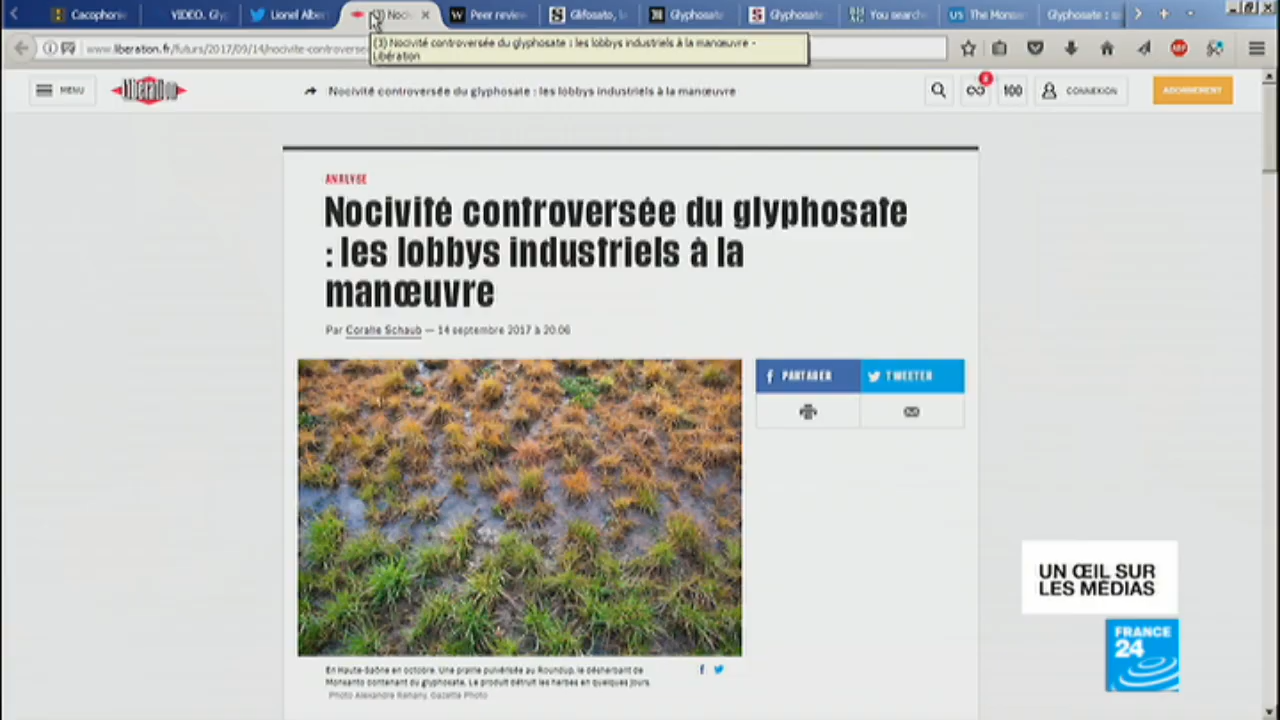 Cacophonie
VIDEO. Gly
Lionel Alber
(3) Noci
Peer review
Glifosato, l
Glyphosate
Glyphosate
You search
The Monsan
Glyphosate : s
www.liberation.fr/futurs/2017/09/14/nocivite-controverse
(3) Nocivité controversée du glyphosate : les lobbys industriels à la manœuvre -
Libération
MENU
Libération
Nocivité controversée du glyphosate : les lobbys industriels à la manœuvre
100
CONNEXION
ABONNEMENT
ANALYSE
Nocivité controversée du glyphosate
: les lobbys industriels à la
manœuvre
Par Coralie Schaub — 14 septembre 2017 à 20:06
PARTAGER
TWEETER
En Haute-Saône en octobre. Une prairie pulvérisée au Roundup, le désherbant de
Monsanto contenant du glyphosate. Le produit détruit les herbes en quelques jours.
Photo Alexandre Ramany. Gazette Photo
UN ŒIL SUR
LES MÉDIAS
FRANCE
24